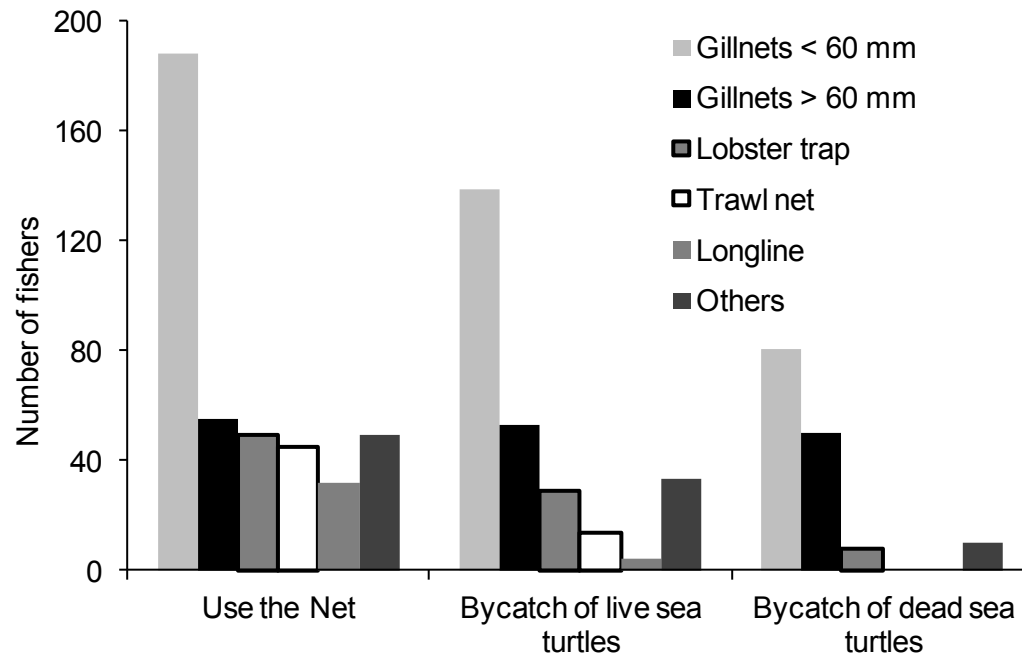 200
160
120
80
40
0
Number of fishers
Gillnets < 60 mm
Gillnets > 60 mm
Lobster trap
Trawl net
Longline
Others
Use the Net
Bycatch of live sea
turtles
Bycatch of dead sea
turtles